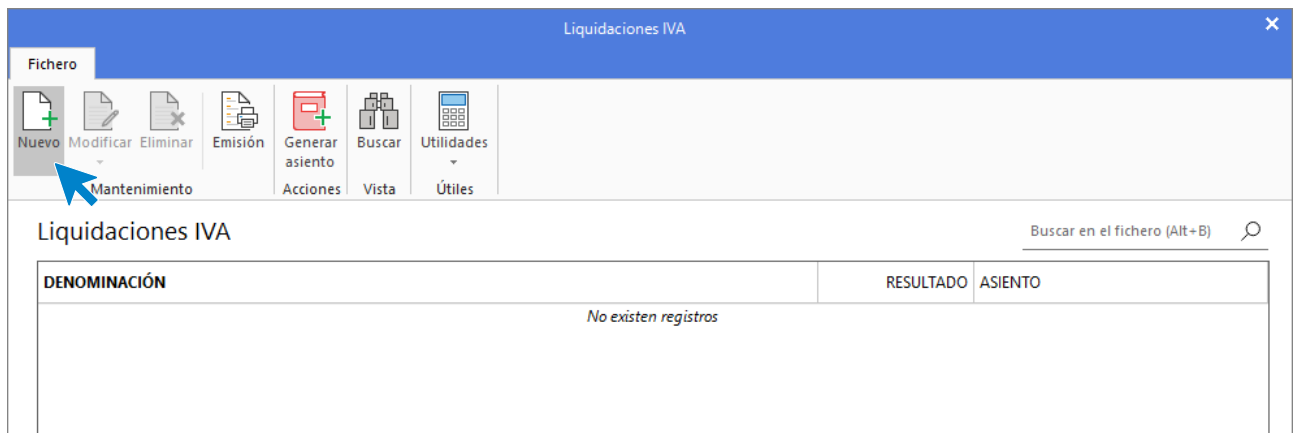 Liquidaciones IVA
Fichero
Nuevo Modificar Eliminar Emisión Generar asiento Buscar Utilidades
Mantenimiento Acciones Vista Útiles
Liquidaciones IVA
Buscar en el fichero (Alt+B)
DENOMINACIÓN RESULTADO ASIENTO
No existen registros